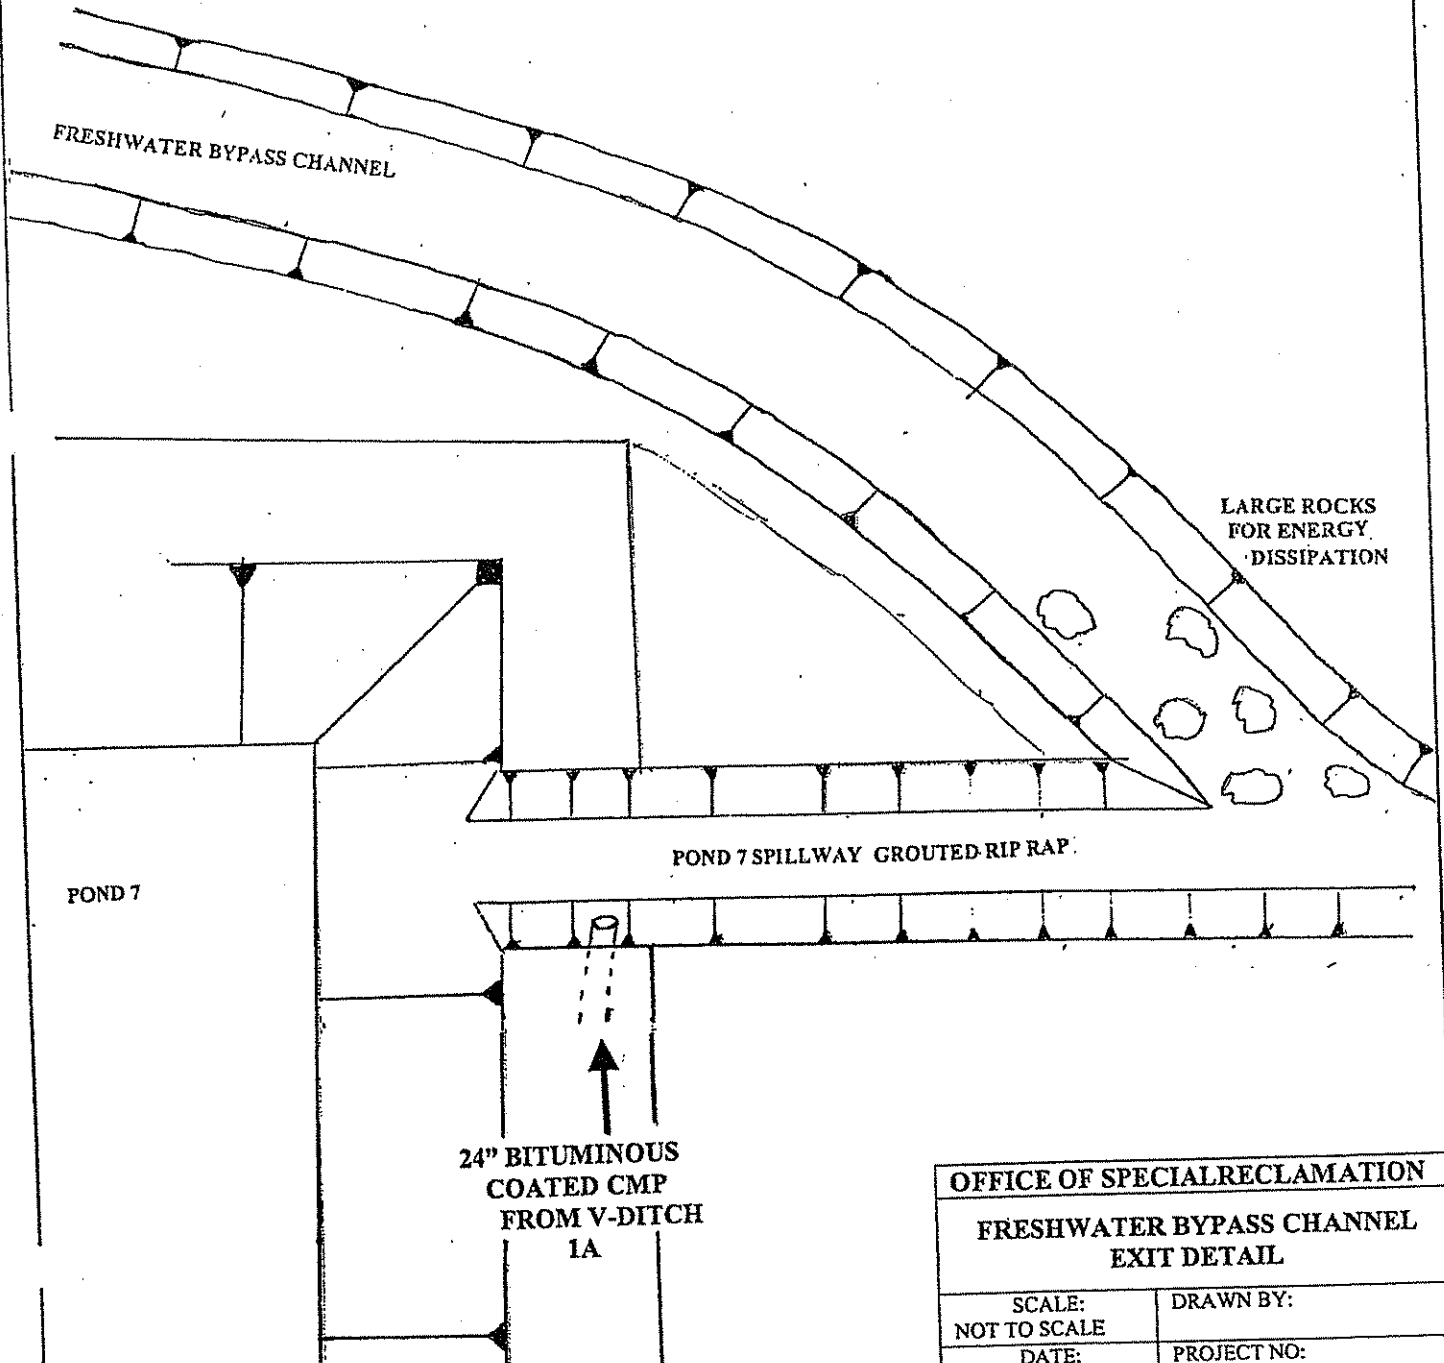 FRESHWATER BYPASS CHANNEL
LARGE ROCKS
FOR ENERGY
DISSIPATION
POND 7 SPILLWAY GROUTED RIP RAP
POND 7
24" BITUMINOUS
COATED CMP
FROM V-DITCH
1A
OFFICE OF SPECIALRECLAMATION
FRESHWATER BYPASS CHANNEL
EXIT DETAIL
SCALE:
NOT TO SCALE
DRAWN BY:
DATE:
PROJECT NO: